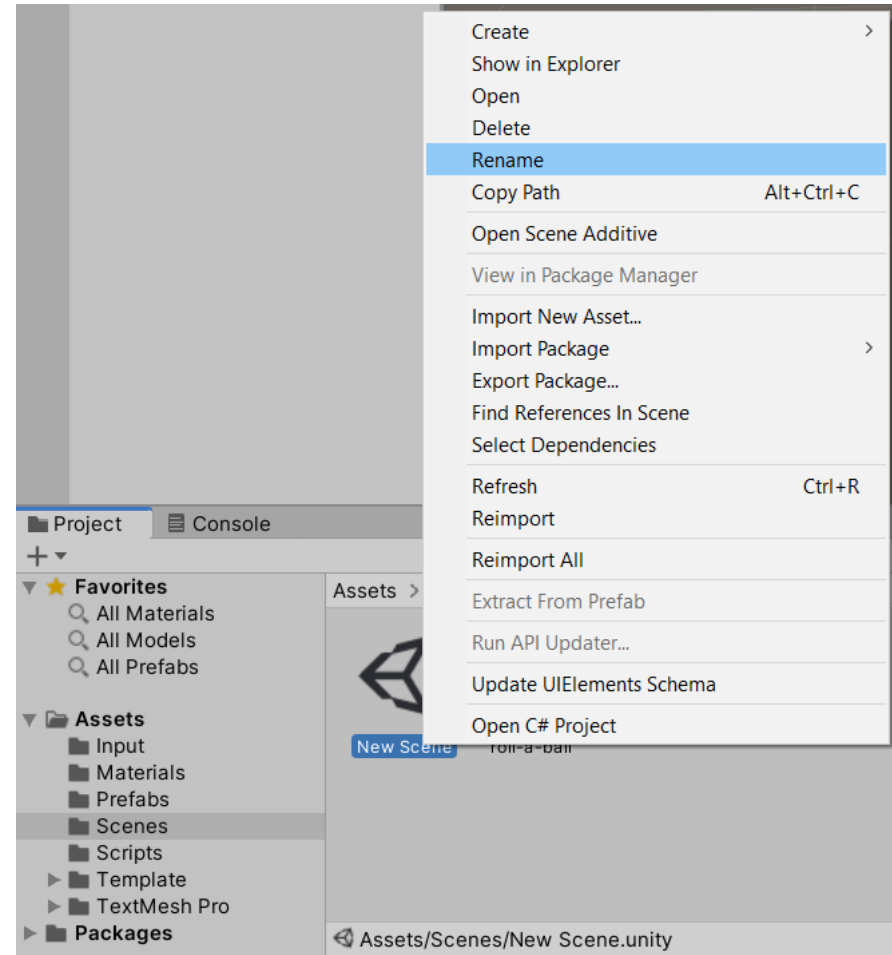 Create
Show in Explorer
Open
Delete
Rename
Copy Path Alt+Ctrl+C
Open Scene Additive
View in Package Manager
Import New Asset...
Import Package
Export Package...
Find References In Scene
Select Dependencies
Refresh Ctrl+R
Reimport
Reimport All
Extract From Prefab
Run API Updater...
Update UIElements Schema
Open C# Project
Project Console
Favorites
All Materials
All Models
All Prefabs
Assets
Input
Materials
Prefabs
Scenes
Scripts
Template
TextMesh Pro
Packages
Assets >
New Scene roll-a-ball
Assets/Scenes/New Scene.unity